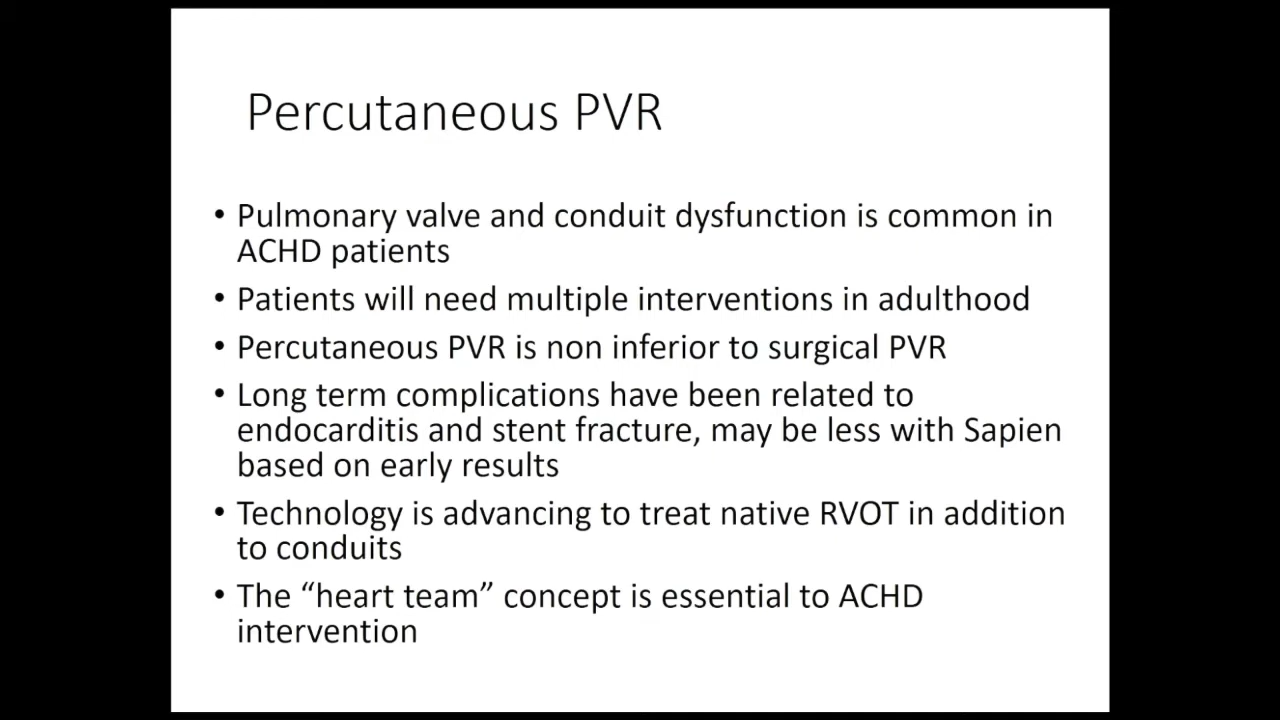 Percutaneous PVR
• Pulmonary valve and conduit dysfunction is common in
ACHD patients
• Patients will need multiple interventions in adulthood
• Percutaneous PVR is non inferior to surgical PVR
• Long term complications have been related to
endocarditis and stent fracture, may be less with Sapien
based on early results
• Technology is advancing to treat native RVOT in addition
to conduits
• The “heart team” concept is essential to ACHD
intervention